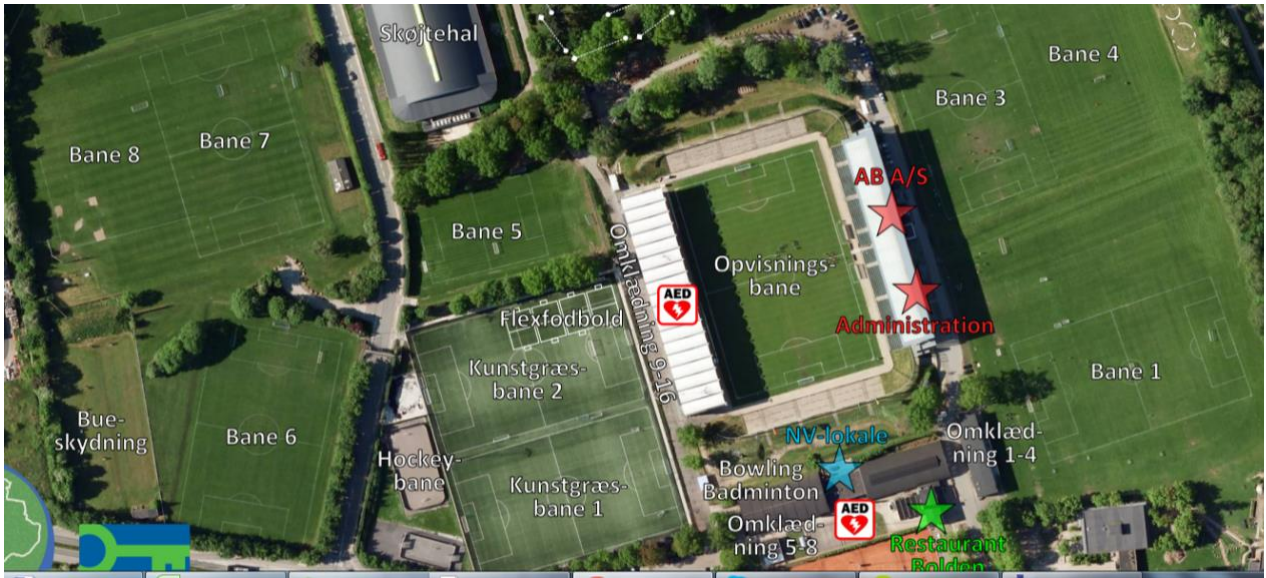 Skøjtehal
Bane 4
Bane 3
Bane 7
Bane 8
AB A/S
Bane 5
Opvisnings-
bane
Omklædning 9-16
AED
Flexfodbold
Administration
Kunstgræs-
bane 2
Bane 1
Bue-
skydning
Bane 6
NV-lokale
Omklæd-
ning 1-4
Hockey-
bane
Bowling
Badminton
Kunstgræs-
bane 1
AED
Omklæd-
ning 5-8
Restaurant
Bolden